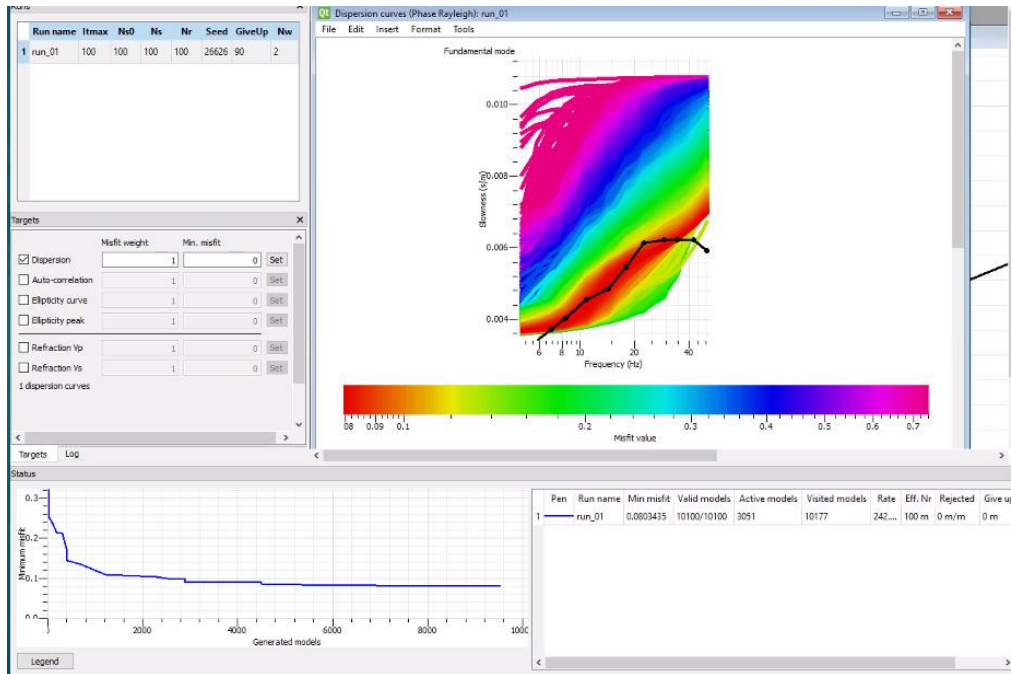 Runs
Run name Itmax Ns0 Ns Nr Seed GiveUp Nw
1 run_01 100 100 100 100 26626 90 2
Dispersion curves (Phase Rayleigh): run_01
File Edit Insert Format Tools
Fundamental mode
0.010
0.008
0.006
0.004
Slowness (s/m)
6 8 10 20 40
Frequency (Hz)
08 0.09 0.1 0.2 0.3 0.4 0.5 0.6 0.7
Misfit value
Targets
Misfit weight Min. misfit
Dispersion 1 0 Set
Auto-correlation 1 0 Set
Ellipticity curve 1 0 Set
Ellipticity peak 1 0 Set
Refraction Vp 1 0 Set
Refraction Vs 1 0 Set
1 dispersion curves
Targets Log
Status
0.3
0.2
0.1
0.0
Minimum misfit
2000 4000 6000 8000 1000
Generated models
Legend
Pen Run name Min misfit Valid models Active models Visited models Rate Eff. Nr Rejected Give up
1 run_01 0.0803435 10100/10100 3051 10177 242.... 100 m 0 m/m 0 m